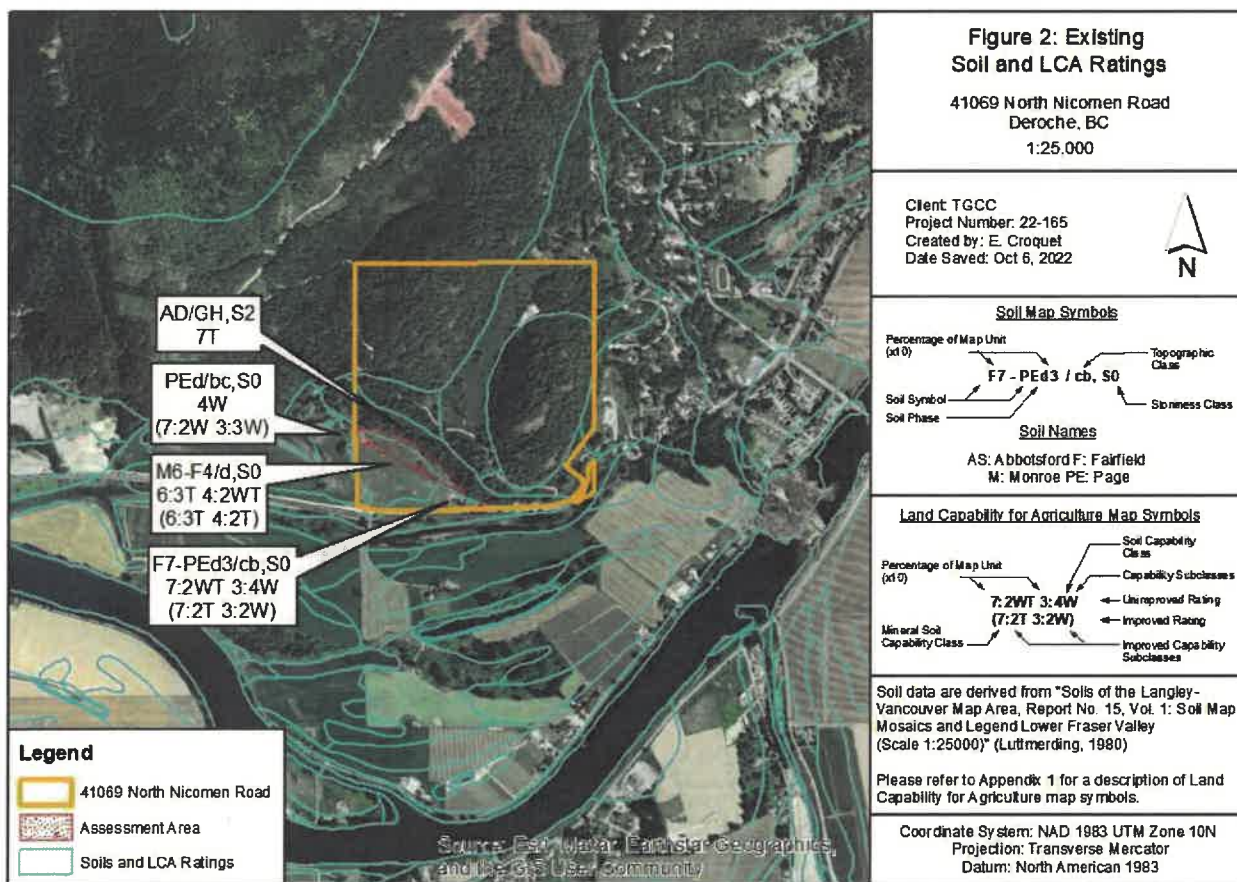 AD/GH,S2
7T
PEd/bc,S0
4W
(7:2W 3:3W)
M6-F4/d,S0
6:3T 4:2WT
(6:3T 4:2T)
F7-PEd3/cb,S0
7:2WT 3:4W
(7:2T 3:2W)
Legend
41069 North Nicomen Road
Assessment Area
Soils and LCA Ratings
Source: Esri, Maxar, Earthstar Geographics,
and the GIS User Community
Figure 2: Existing
Soil and LCA Ratings
41069 North Nicomen Road
Deroche, BC
1:25.000
Client: TGCC
Project Number: 22-165
Created by: E. Croquet
Date Saved: Oct 6, 2022
N
Soil Map Symbols
Percentage of Map Unit
(x10)
Topographic
Class
F7 - PEd3 / cb, S0
Soil Symbol
Soil Phase
Stoniness Class
Soil Names
AS: Abbotsford F: Fairfield
M: Monroe PE: Page
Land Capability for Agriculture Map Symbols
Soil Capability
Class
Percentage of Map Unit
(x10)
Capability Subclasses
7:2WT 3:4W
Unimproved Rating
(7:2T 3:2W)
Improved Rating
Mineral Soil
Capability Class
Improved Capability
Subclasses
Soil data are derived from "Soils of the Langley-
Vancouver Map Area, Report No. 15, Vol. 1: Soil Map
Mosaics and Legend Lower Fraser Valley
(Scale 1:25000)" (Luttmerding, 1980)
Please refer to Appendix 1 for a description of Land
Capability for Agriculture map symbols.
Coordinate System: NAD 1983 UTM Zone 10N
Projection: Transverse Mercator
Datum: North American 1983